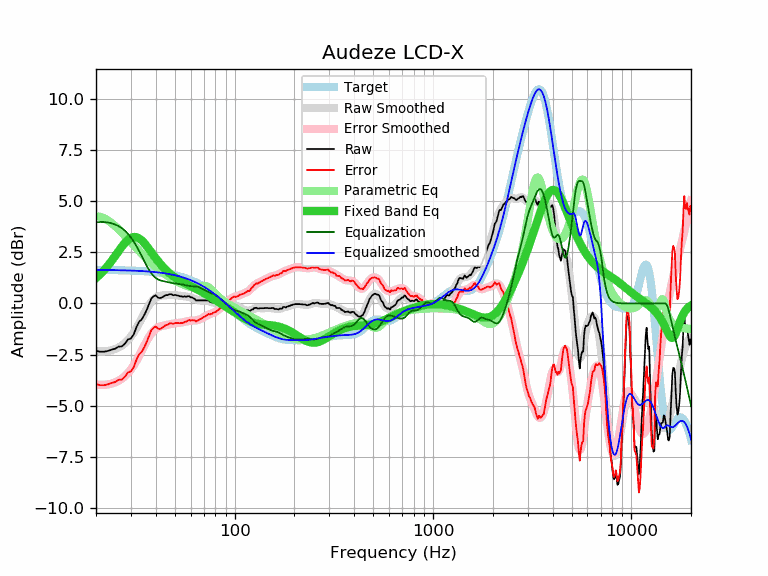 Audeze LCD-X
Amplitude (dBr)
10.0
7.5
5.0
2.5
0.0
−2.5
−5.0
−7.5
−10.0
Target
Raw Smoothed
Error Smoothed
Raw
Error
Parametric Eq
Fixed Band Eq
Equalization
Equalized smoothed
100 1000 10000
Frequency (Hz)